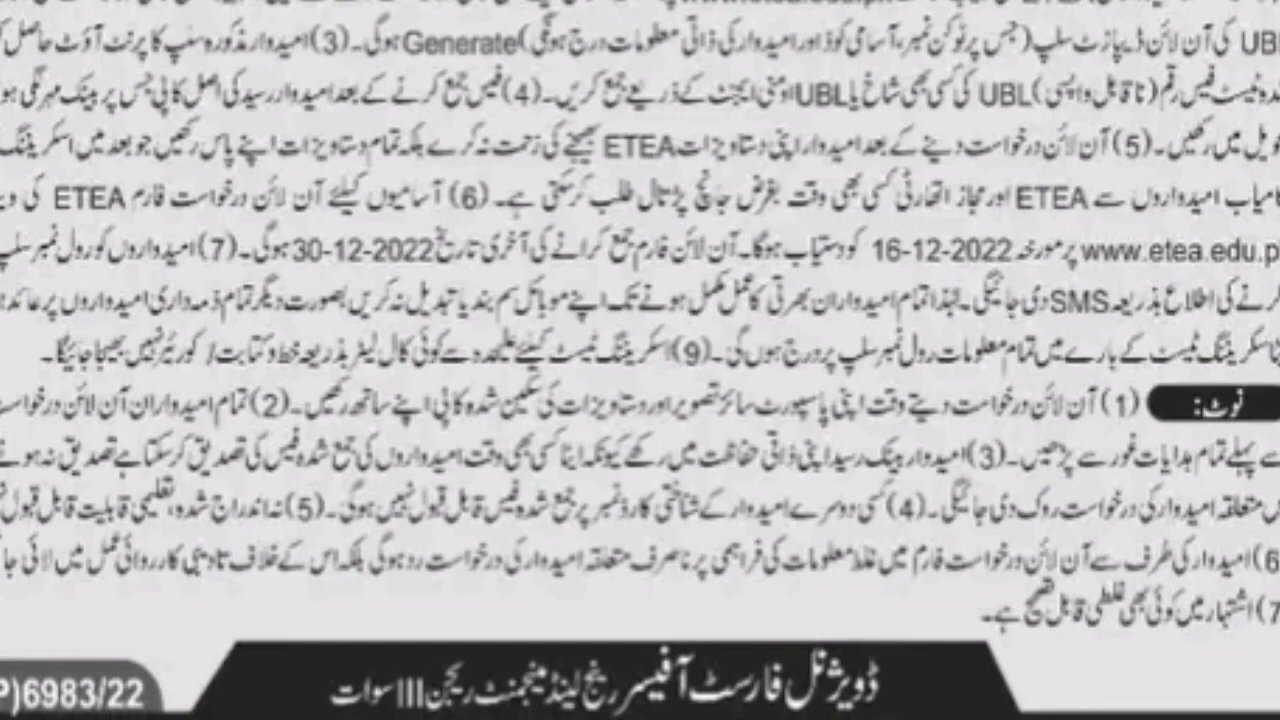 UB کی آن لائن ڈیپازٹ سلپ (جس پر ٹوکن نمبر، آسامی کوڈ اور امیدوار کی ذاتی معلومات درج ہونگی) Generate ہوگی۔ (3) امیدوار مذکورہ سلپ کا پرنٹ آؤٹ حاصل
ٹیسٹ فیس رقم (ناقابل واپسی) UBL کی کسی بھی شاخ یا UBL اومنی ایجنٹ کے ذریعے جمع کریں۔ (4) فیس جمع کرنے کے بعد امیدوار رسید کی اصل کاپی جس پر بینک مہر لگی ہو
میں رکھیں۔ (5) آن لائن درخواست دینے کے بعد امیدوار اپنی دستاویزات ETEA بھیجنے کی زحمت نہ کرے بلکہ تمام دستاویزات اپنے پاس رکھیں جو بعد میں اسکریننگ
امیدواروں سے ETEA اور مجاز اتھارٹی کسی بھی وقت بغرض جانچ پڑتال طلب کرسکتی ہے۔ (6) آسامیوں کیلئے آن لائن درخواست فارم ETEA کی
www.etea.edu.p پر مورخہ 16-12-2022 کو دستیاب ہوگا۔ آن لائن فارم جمع کرانے کی آخری تاریخ 30-12-2022 ہوگی۔ (7) امیدواروں کو رول نمبر سلپ
کرنے کی اطلاع بذریعہ SMS دی جائیگی۔ لہٰذا تمام امیدواران بھرتی کا عمل مکمل ہونے تک اپنے موبائل سم بند یا تبدیل نہ کریں بصورت دیگر تمام ذمہ داری امیدواروں پر عائد
اسکریننگ ٹیسٹ کے بارے میں تمام معلومات رول نمبر سلپ پر درج ہوں گی۔ (9) اسکریننگ ٹیسٹ کیلئے علیحدہ سے کوئی کال لیٹر بذریعہ خط و کتابت / کورئیر نہیں بھیجا جائیگا۔
نوٹ: (1) آن لائن درخواست دیتے وقت اپنی پاسپورٹ سائز تصویر اور دستاویزات کی سکین شدہ کاپی اپنے ساتھ رکھیں۔ (2) تمام امیدواران آن لائن درخواست
سے پہلے تمام ہدایات غور سے پڑھیں۔ (3) امیدوار بینک رسید اپنی ذاتی حفاظت میں رکھے کیونکہ ایٹا کسی بھی وقت امیدواروں کی جمع شدہ فیس کی تصدیق کرسکتا ہے تصدیق نہ ہونے
متعلقہ امیدوار کی درخواست روک دی جائیگی۔ (4) کسی دوسرے امیدوار کے شناختی کارڈ نمبر پر جمع شدہ فیس قابل قبول نہیں ہوگی۔ (5) نہ اندراج شدہ، تعلیمی قابلیت قابل قبول
6) امیدوار کی طرف سے آن لائن درخواست فارم میں غلط معلومات کی فراہمی پر نا صرف متعلقہ امیدوار کی درخواست رد ہوگی بلکہ اس کے خلاف تادیبی کارروائی عمل میں لائی جا
7) اشتہار میں کوئی بھی غلطی قابل تصحیح ہے۔
ڈویژنل فارسٹ آفیسر رینج لینڈ مینجمنٹ ریجن III سوات
P)6983/22